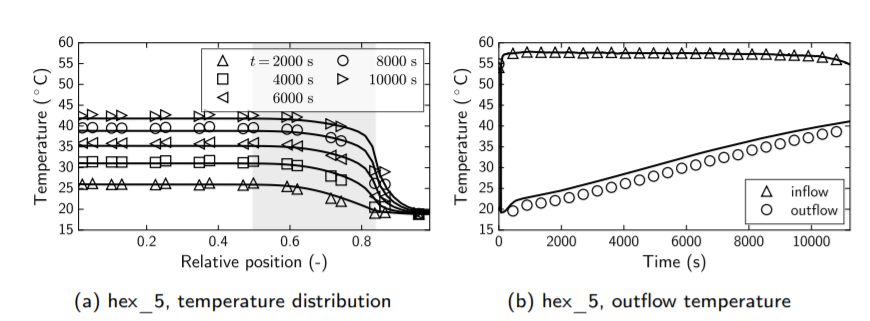 60
55
50
45
40
35
30
25
20
15
Temperature (°C)
t = 2000 s
4000 s
6000 s
8000 s
10000 s
0.2 0.4 0.6 0.8
Relative position (-)
(a) hex_5, temperature distribution
60
55
50
45
40
35
30
25
20
15
Temperature (°C)
inflow
outflow
0 2000 4000 6000 8000 10000
Time (s)
(b) hex_5, outflow temperature